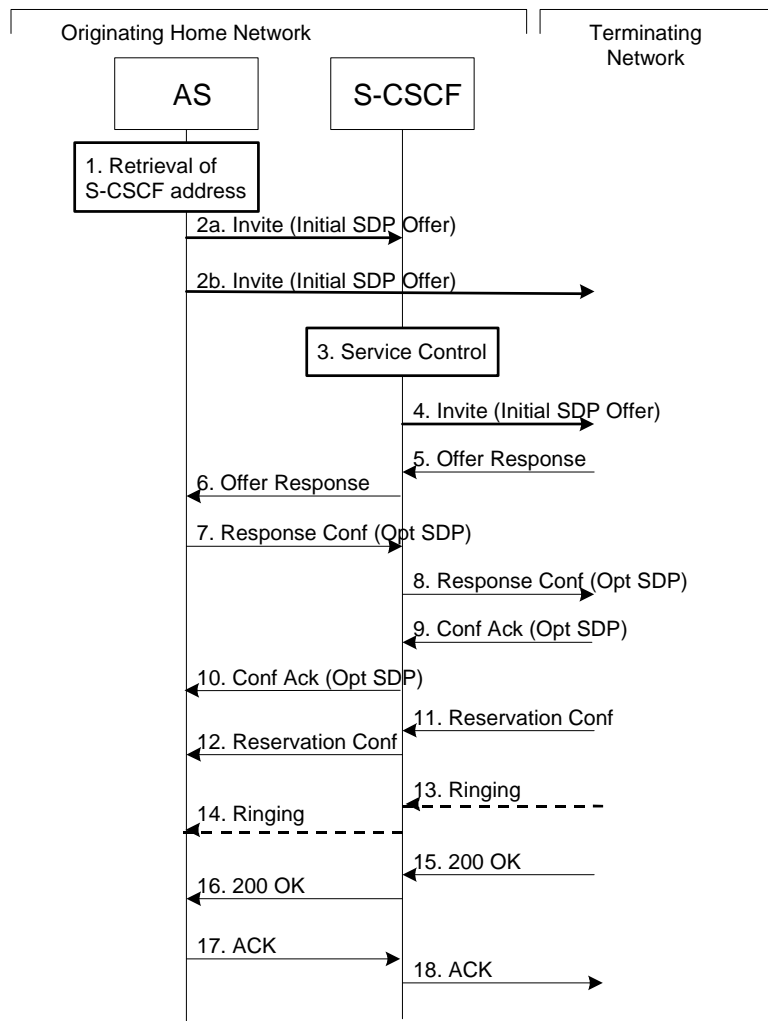 Originating Home Network
Terminating
Network
AS
S-CSCF
1. Retrieval of
S-CSCF address
2a. Invite (Initial SDP Offer)
2b. Invite (Initial SDP Offer)
3. Service Control
4. Invite (Initial SDP Offer)
5. Offer Response
6. Offer Response
7. Response Conf (Opt SDP)
8. Response Conf (Opt SDP)
9. Conf Ack (Opt SDP)
10. Conf Ack (Opt SDP)
11. Reservation Conf
12. Reservation Conf
13. Ringing
14. Ringing
15. 200 OK
16. 200 OK
17. ACK
18. ACK